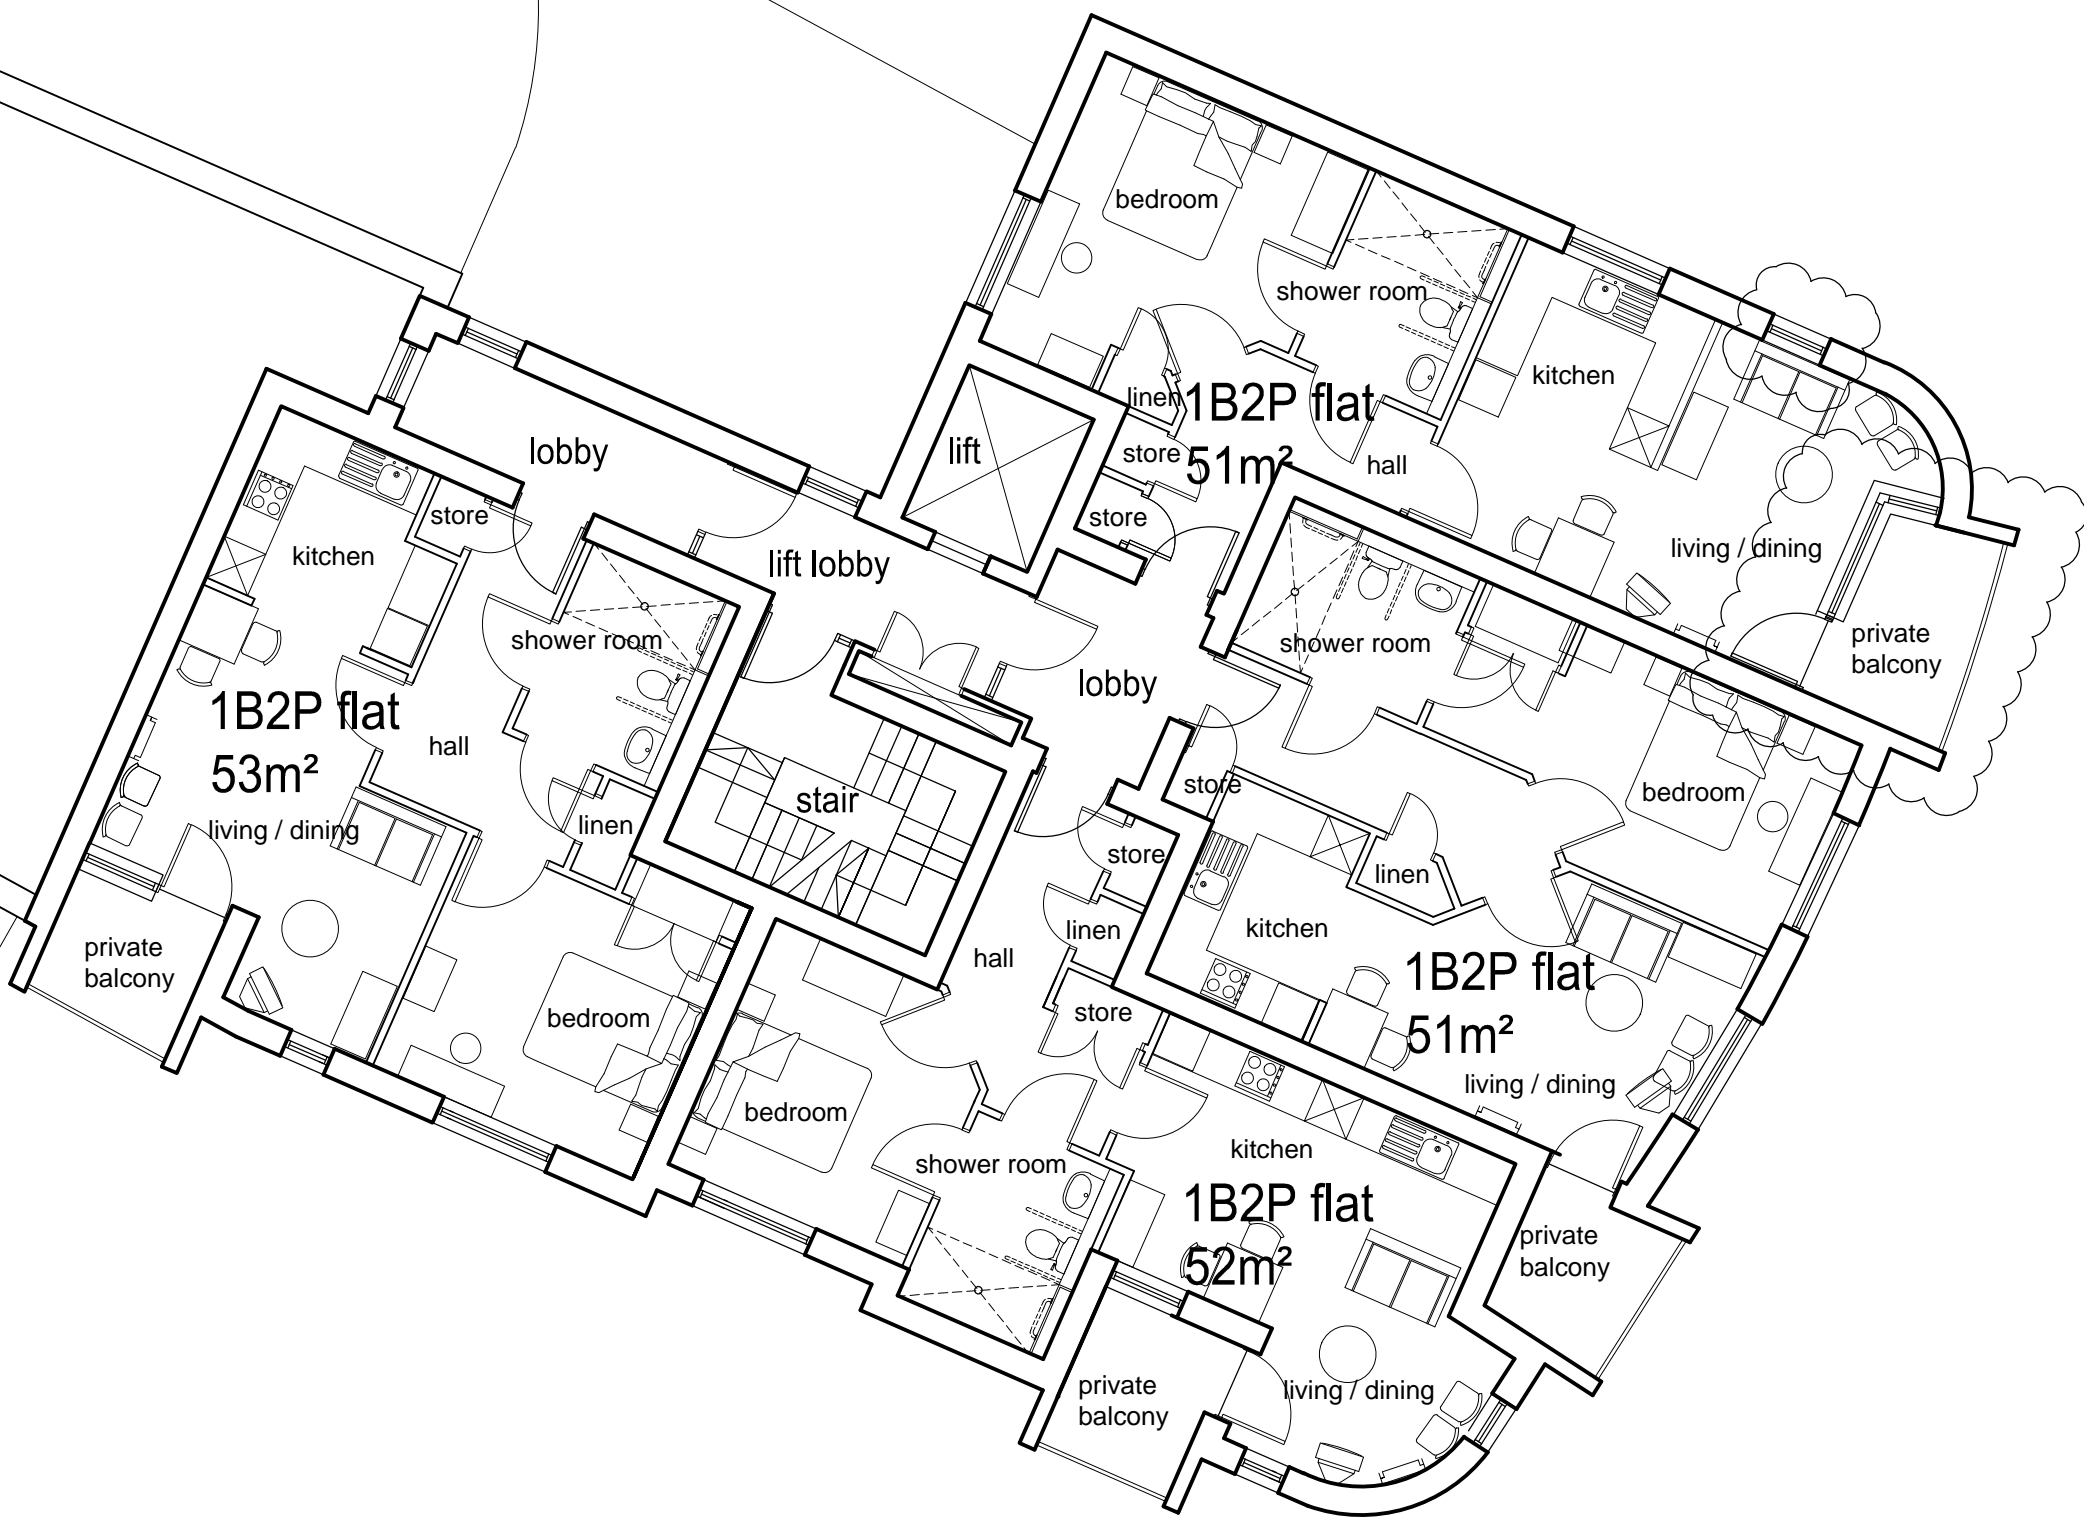 bedroom
shower room
kitchen
linen
1B2P flat
51m²
store
hall
store
living / dining
private
balcony
lift
lobby
lift lobby
lobby
store
kitchen
shower room
1B2P flat
53m²
hall
living / dining
linen
private
balcony
bedroom
stair
shower room
bedroom
store
kitchen
linen
1B2P flat
51m²
living / dining
private
balcony
store
linen
hall
store
bedroom
shower room
kitchen
1B2P flat
52m²
living / dining
private
balcony